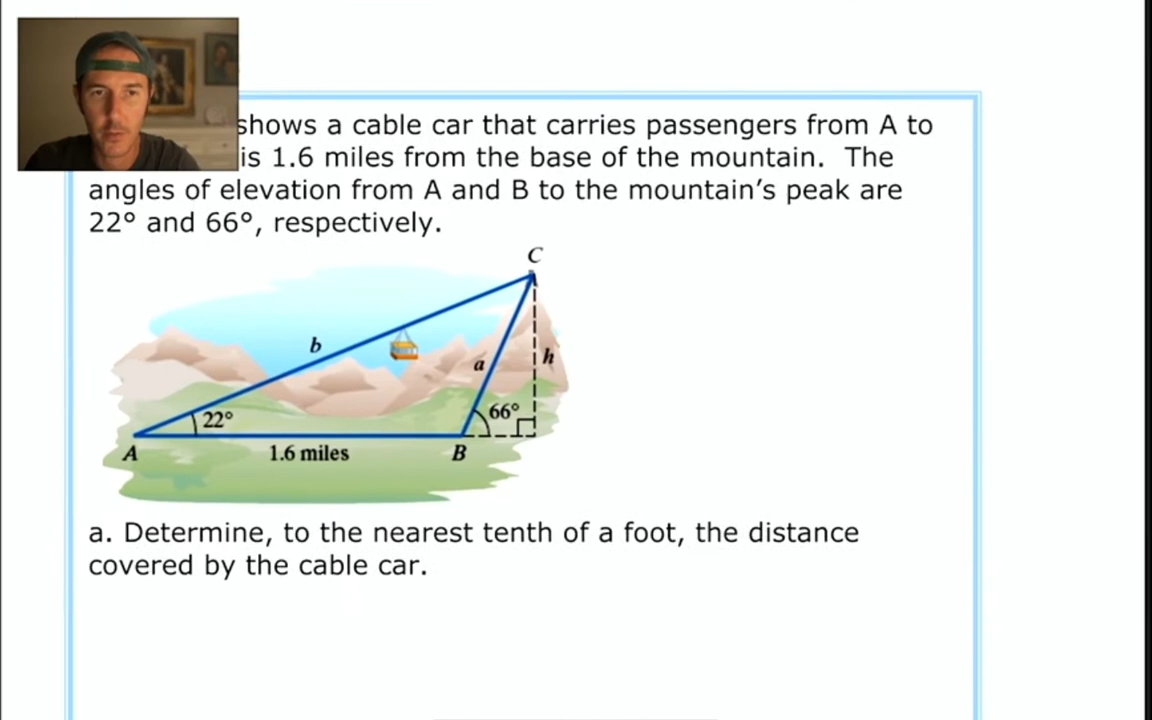 shows a cable car that carries passengers from A to
is 1.6 miles from the base of the mountain.  The
angles of elevation from A and B to the mountain’s peak are
22° and 66°, respectively.
C
b
a
h
22°
66°
A
1.6 miles
B
a. Determine, to the nearest tenth of a foot, the distance
covered by the cable car.